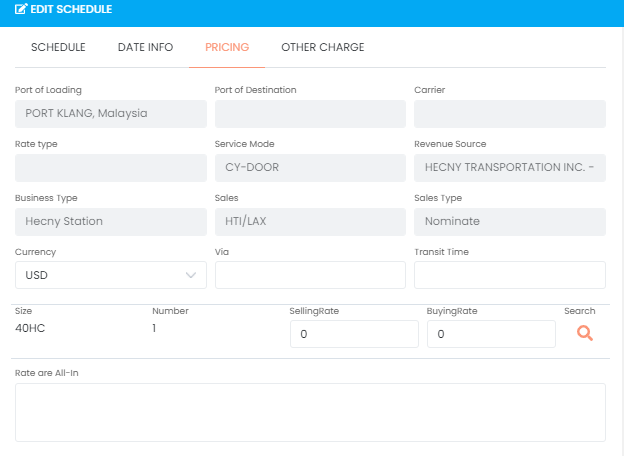 EDIT SCHEDULE
SCHEDULE DATE INFO PRICING OTHER CHARGE
Port of Loading Port of Destination Carrier
PORT KLANG, Malaysia
Rate type Service Mode Revenue Source
CY-DOOR HECNY TRANSPORTATION INC. -
Business Type Sales Sales Type
Hecny Station HTI/LAX Nominate
Currency Via Transit Time
USD
Size Number SellingRate BuyingRate Search
40HC 1 0 0
Rate are All-In